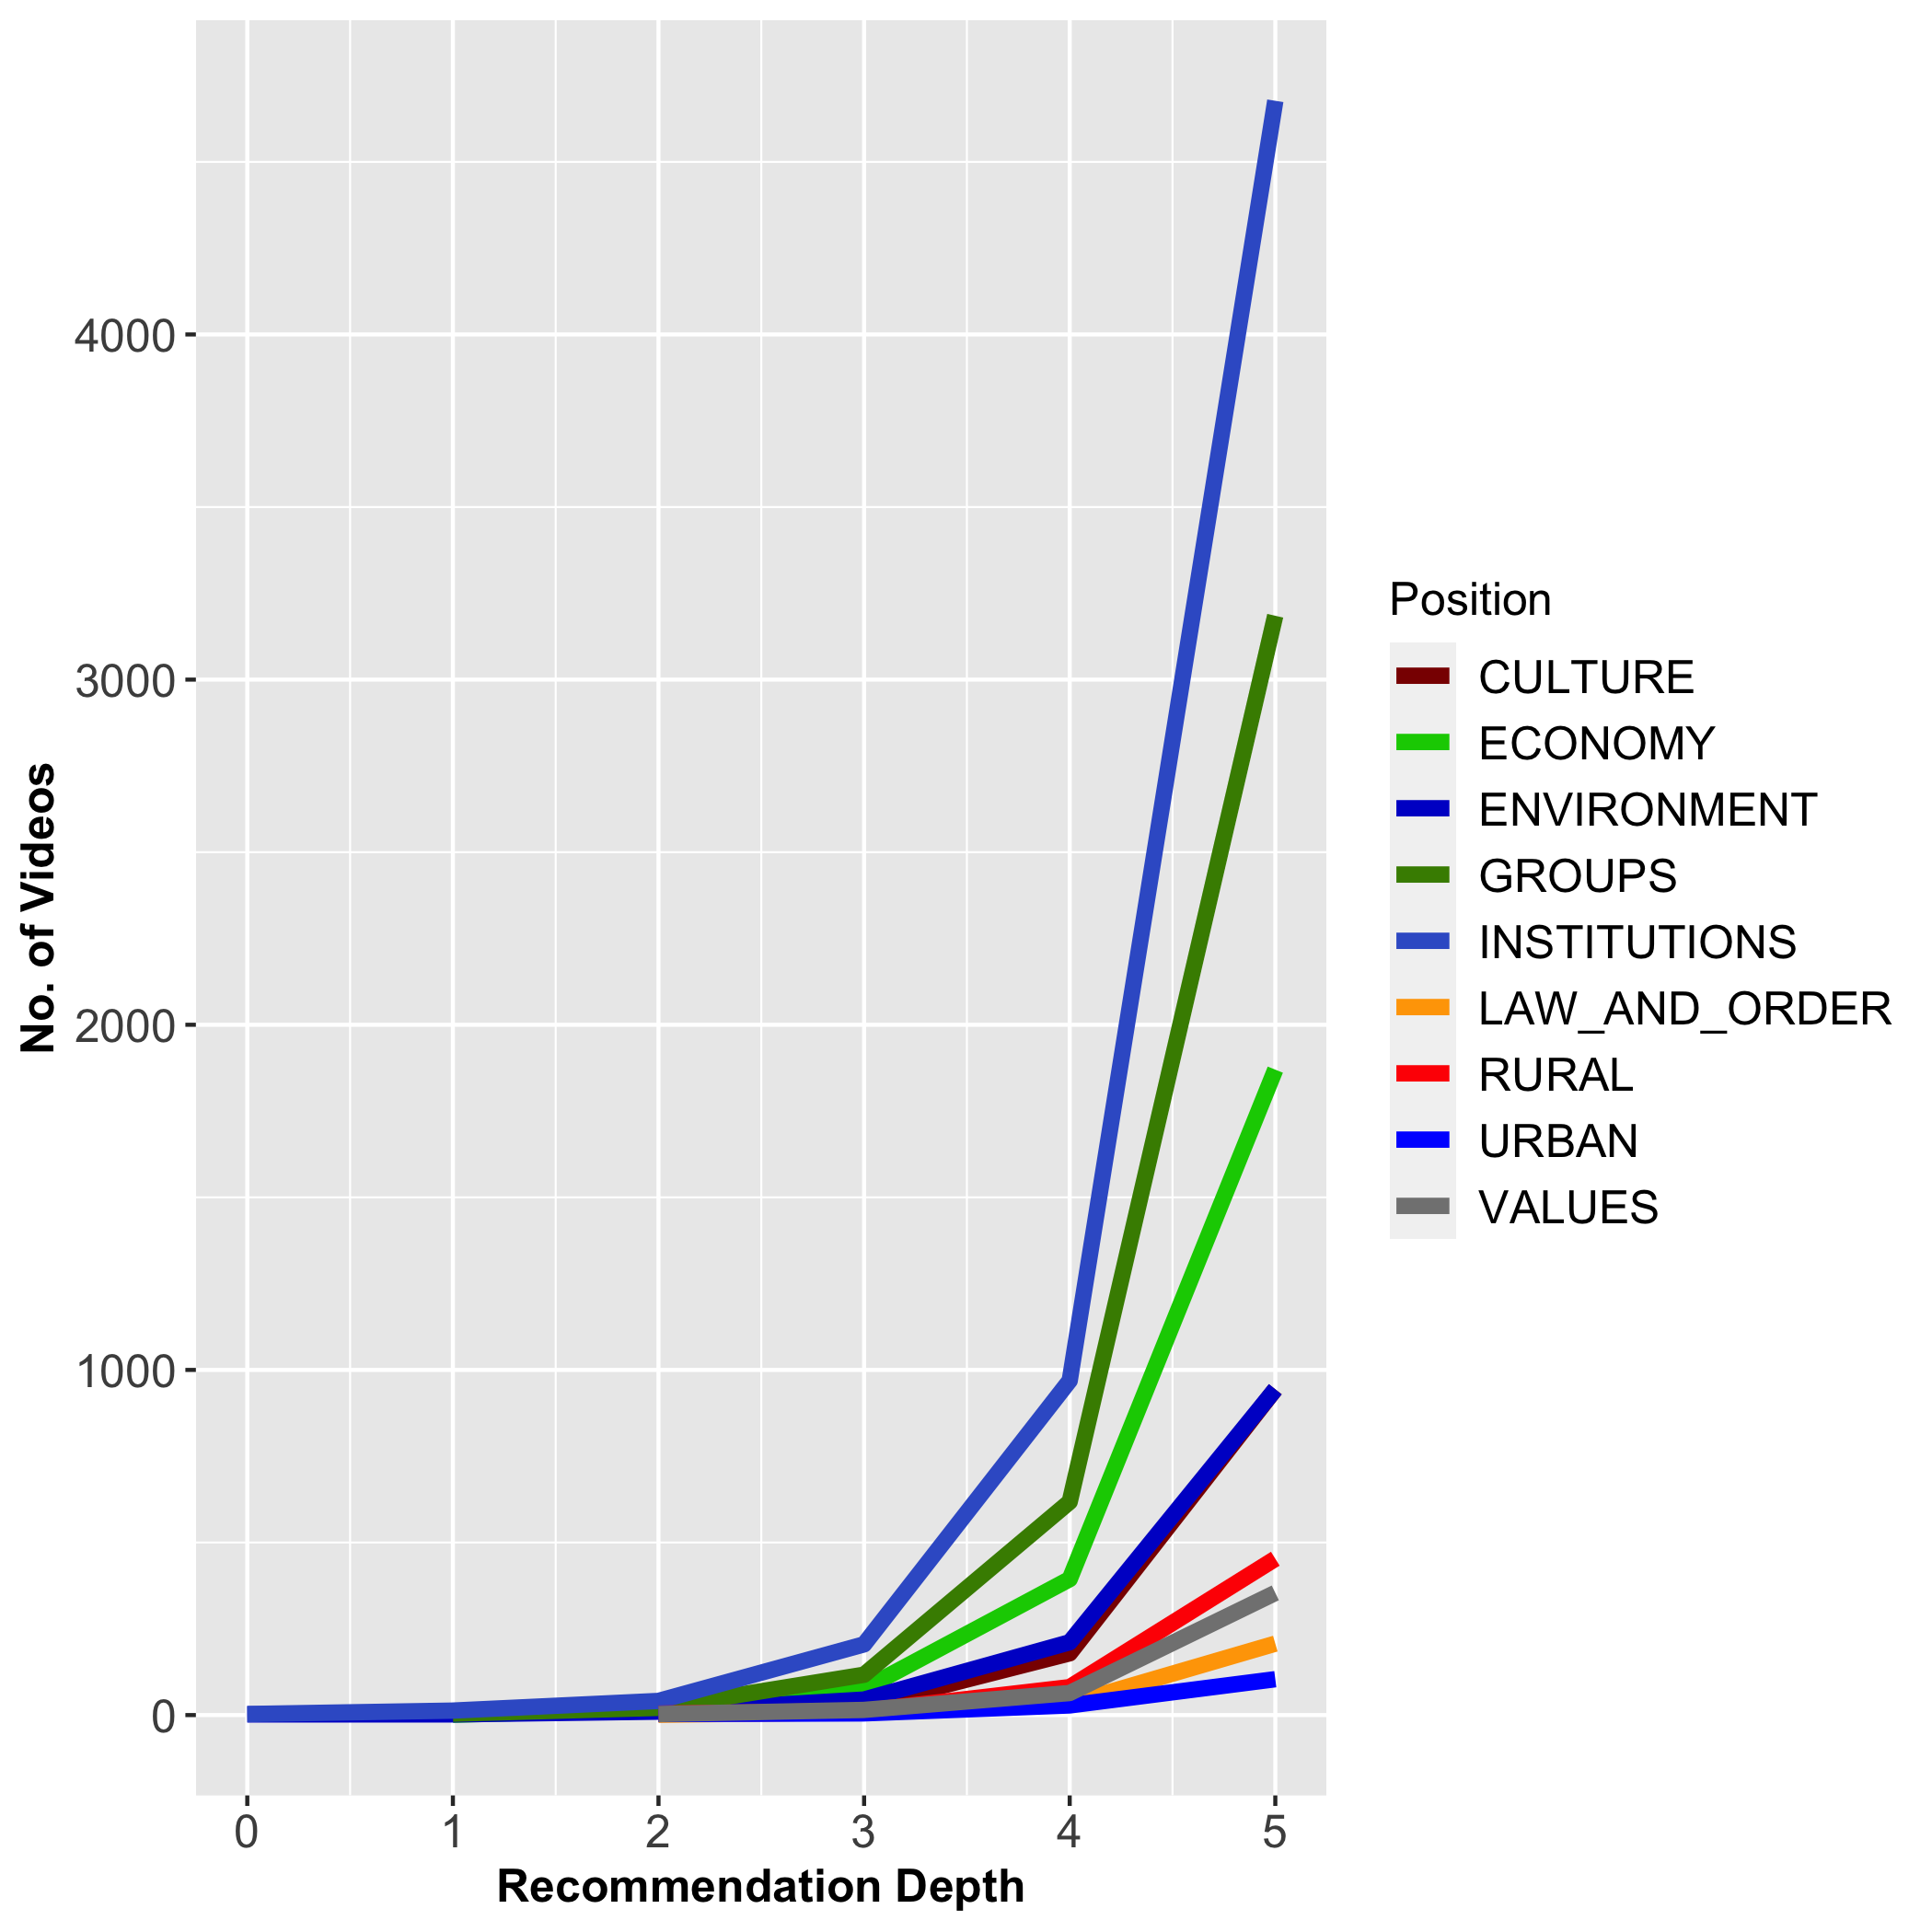 No. of Videos
4000
3000
2000
1000
0
0 1 2 3 4 5
Recommendation Depth
Position
CULTURE
ECONOMY
ENVIRONMENT
GROUPS
INSTITUTIONS
LAW_AND_ORDER
RURAL
URBAN
VALUES